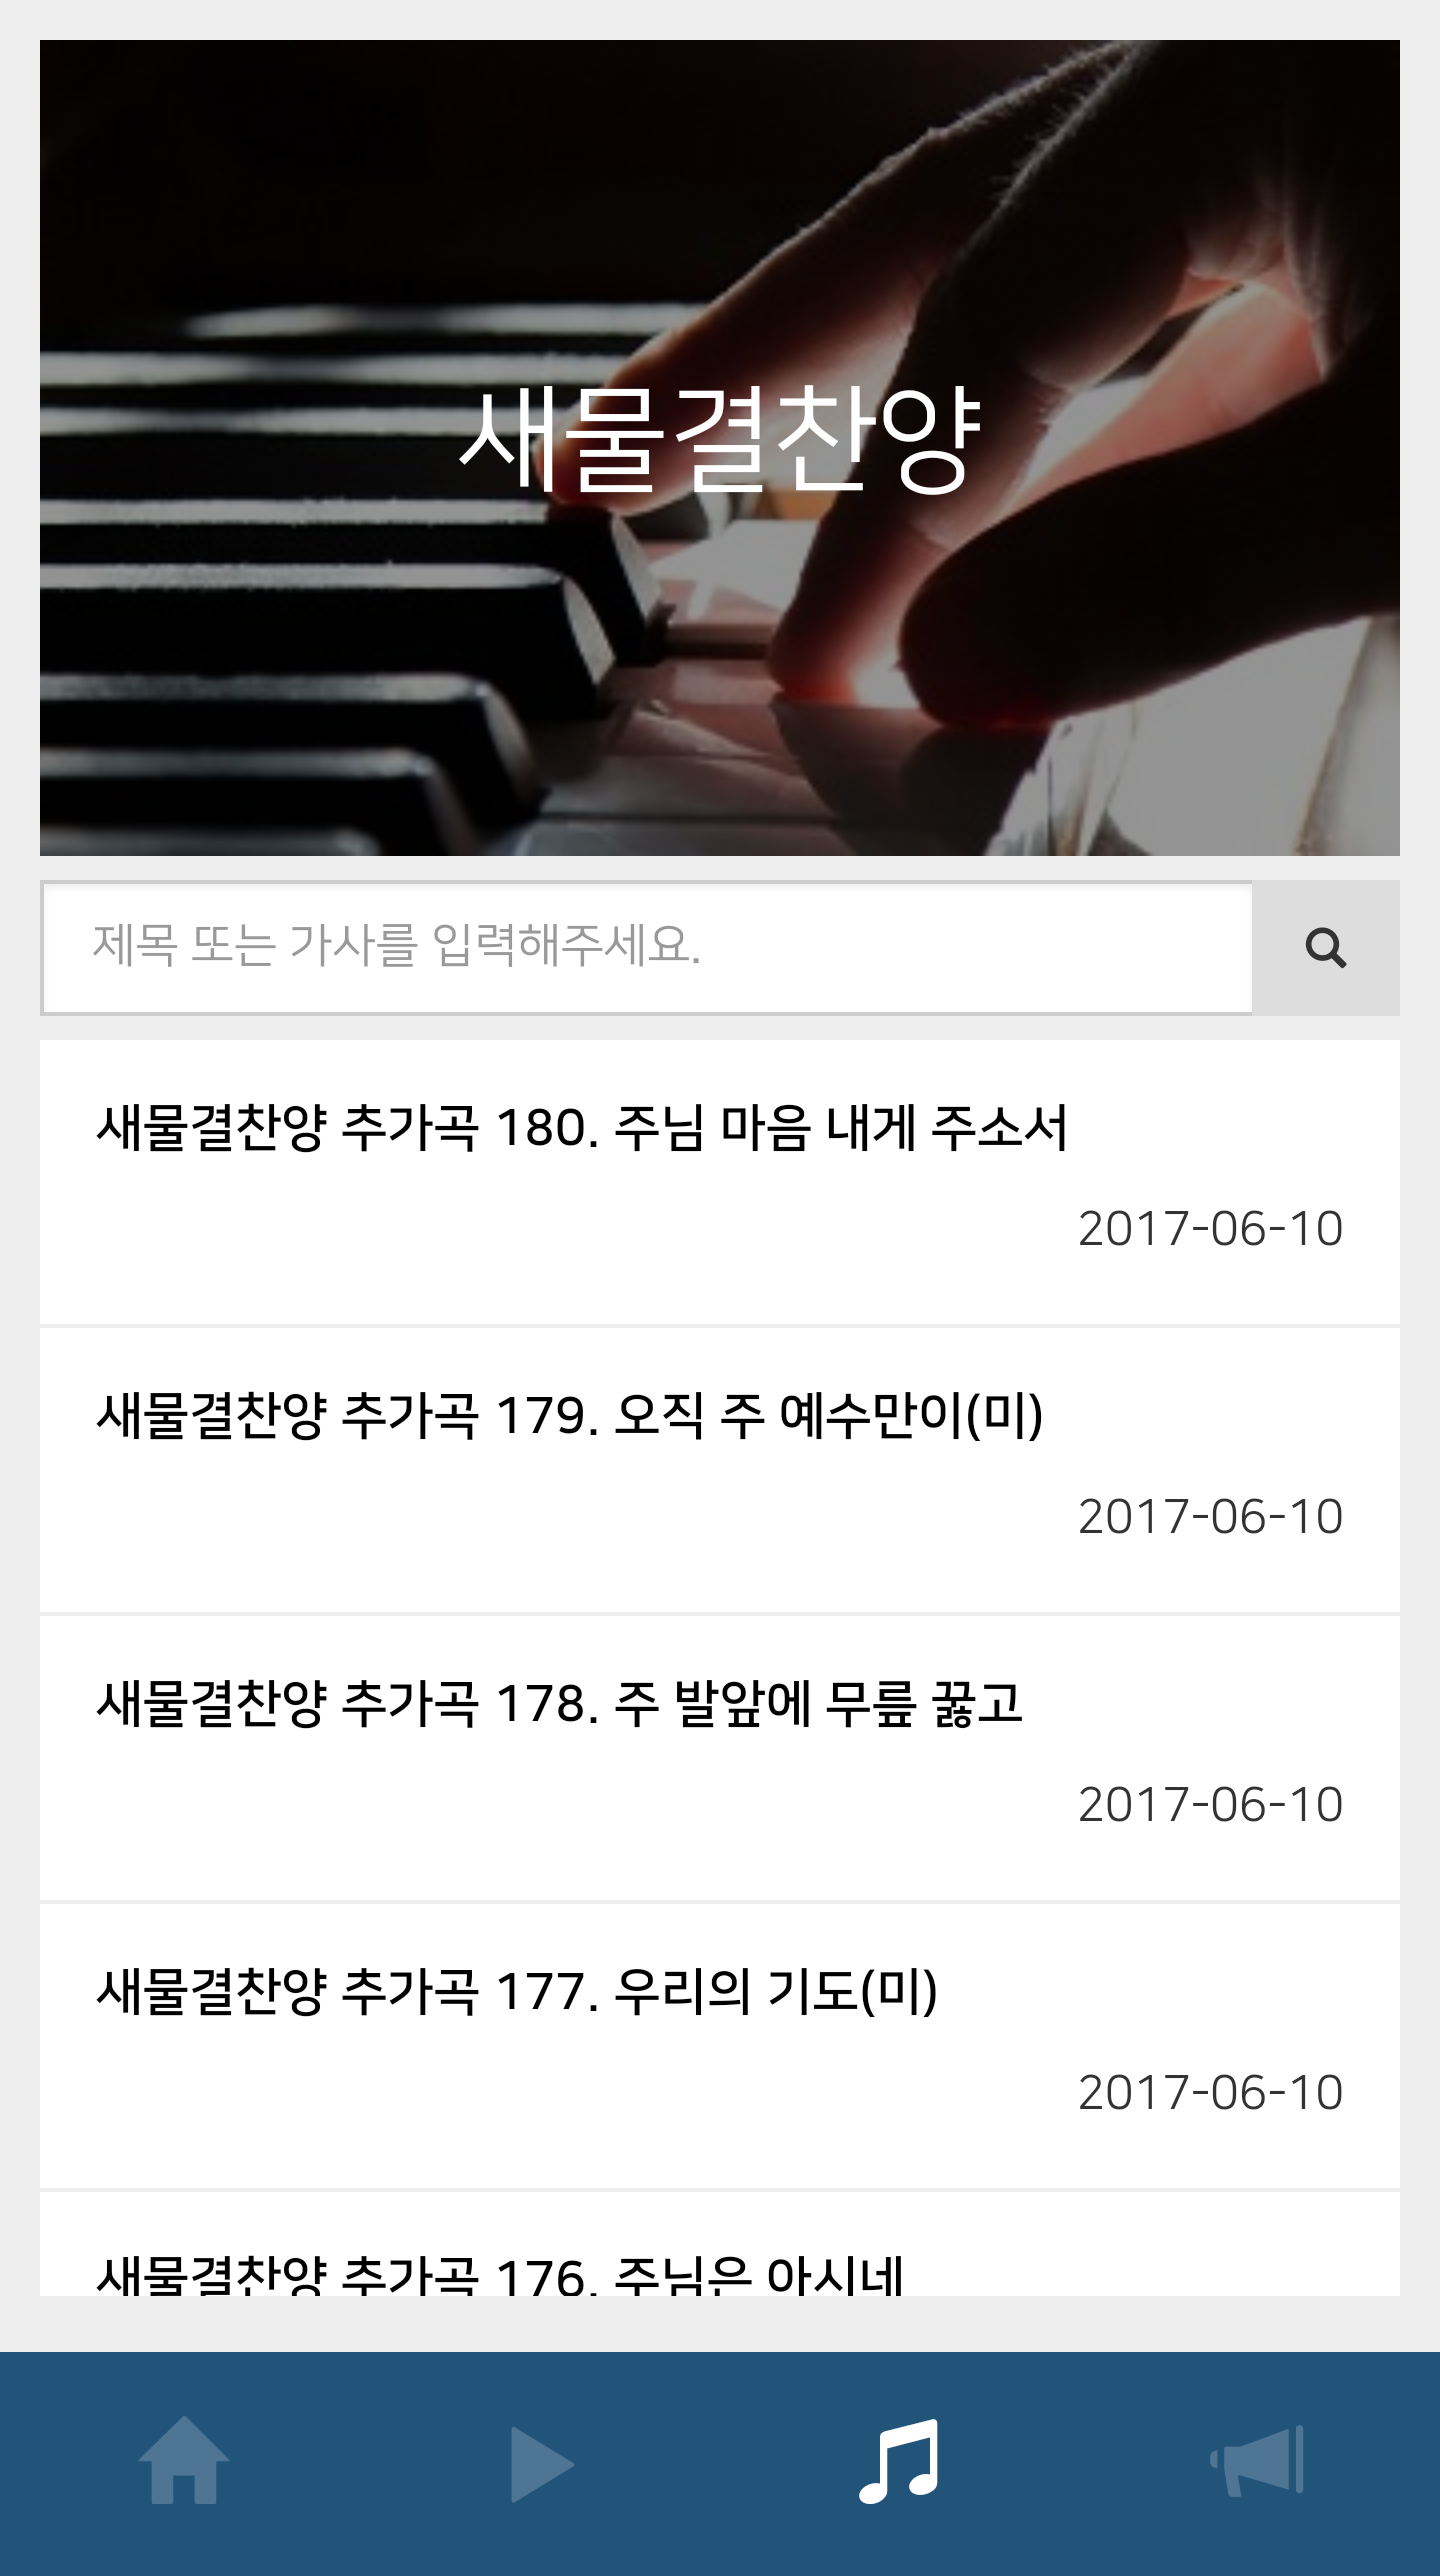 새물결찬양
제목 또는 가사를 입력해주세요.
새물결찬양 추가곡 180. 주님 마음 내게 주소서
2017-06-10
새물결찬양 추가곡 179. 오직 주 예수만이(미)
2017-06-10
새물결찬양 추가곡 178. 주 발앞에 무릎 꿇고
2017-06-10
새물결찬양 추가곡 177. 우리의 기도(미)
2017-06-10
새물결찬양 추가곡 176. 주님은 아시네